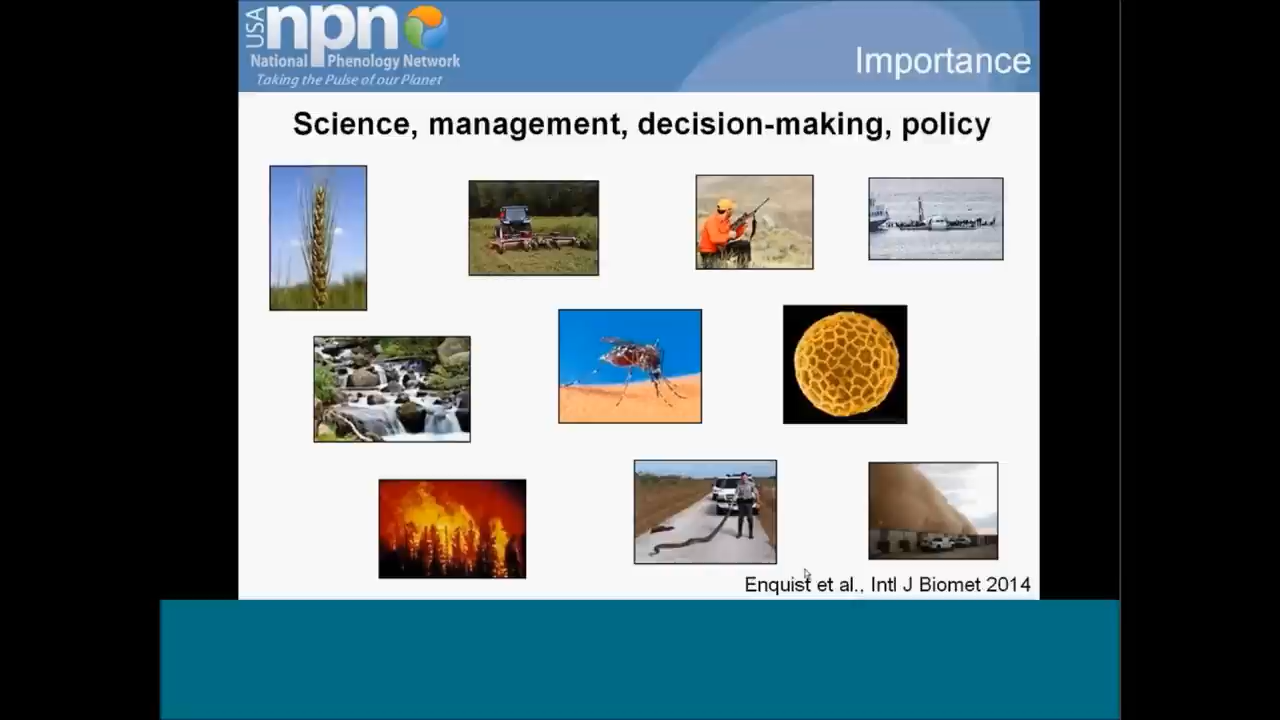 USA npn
National Phenology Network
Taking the Pulse of our Planet
Importance
Science, management, decision-making, policy
Enquist et al., Intl J Biomet 2014